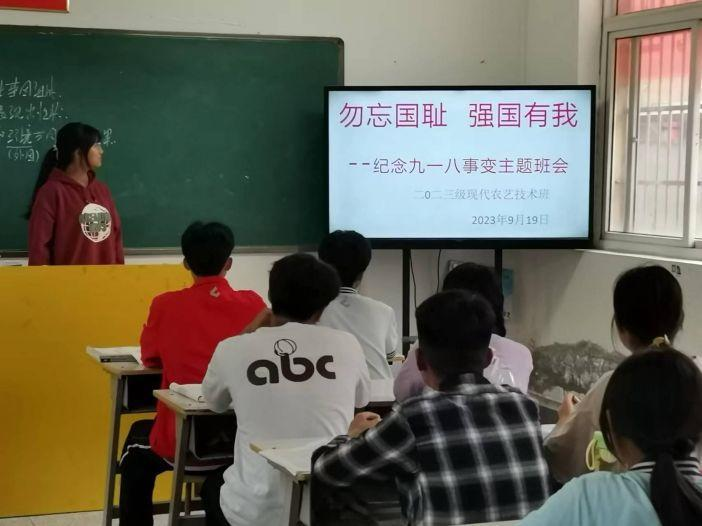 勿忘国耻 强国有我
--纪念九一八事变主题班会
二0二三级现代农艺技术班
2023年9月19日
abc